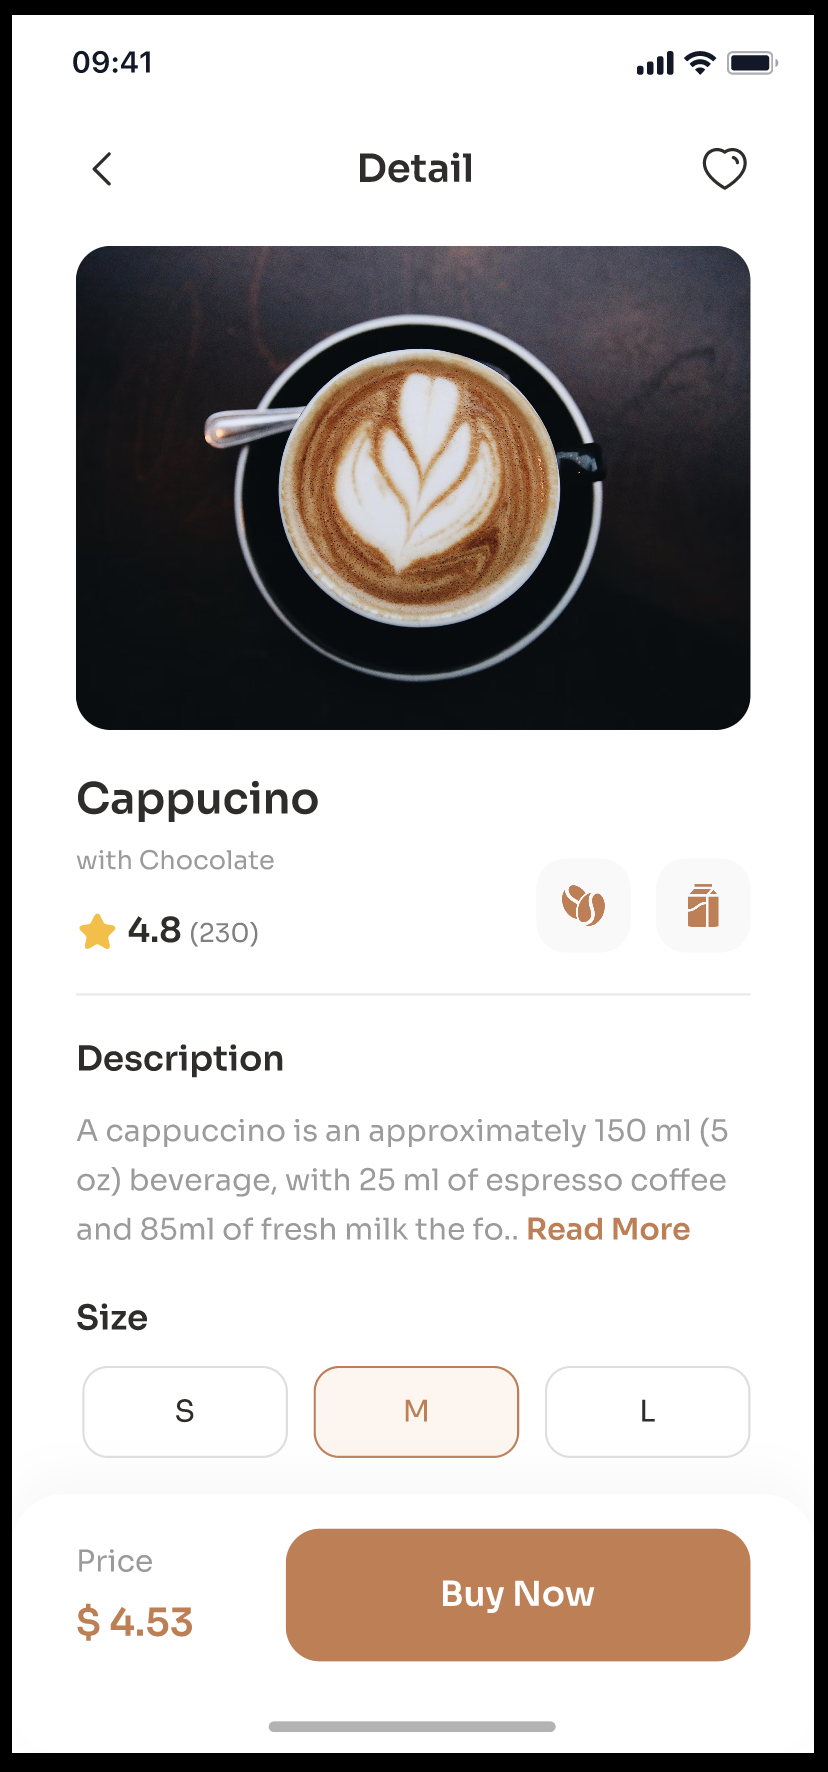 09:41
Detail
Cappucino
with Chocolate
4.8 (230)
Description
A cappuccino is an approximately 150 ml (5
oz) beverage, with 25 ml of espresso coffee
and 85ml of fresh milk the fo.. Read More
Size
S M L
Price
$ 4.53
Buy Now